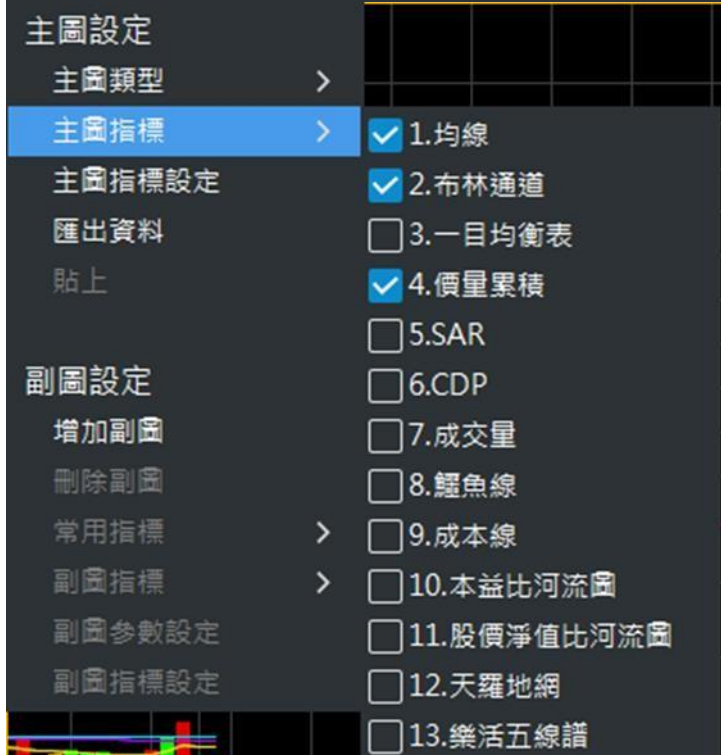 主圖設定
主圖類型
主圖指標
主圖指標設定
匯出資料
貼上
副圖設定
增加副圖
刪除副圖
常用指標
副圖指標
副圖參數設定
副圖指標設定
1.均線
2.布林通道
3.一目均衡表
4.價量累積
5.SAR
6.CDP
7.成交量
8.鱷魚線
9.成本線
10.本益比河流圖
11.股價淨值比河流圖
12.天羅地網
13.樂活五線譜